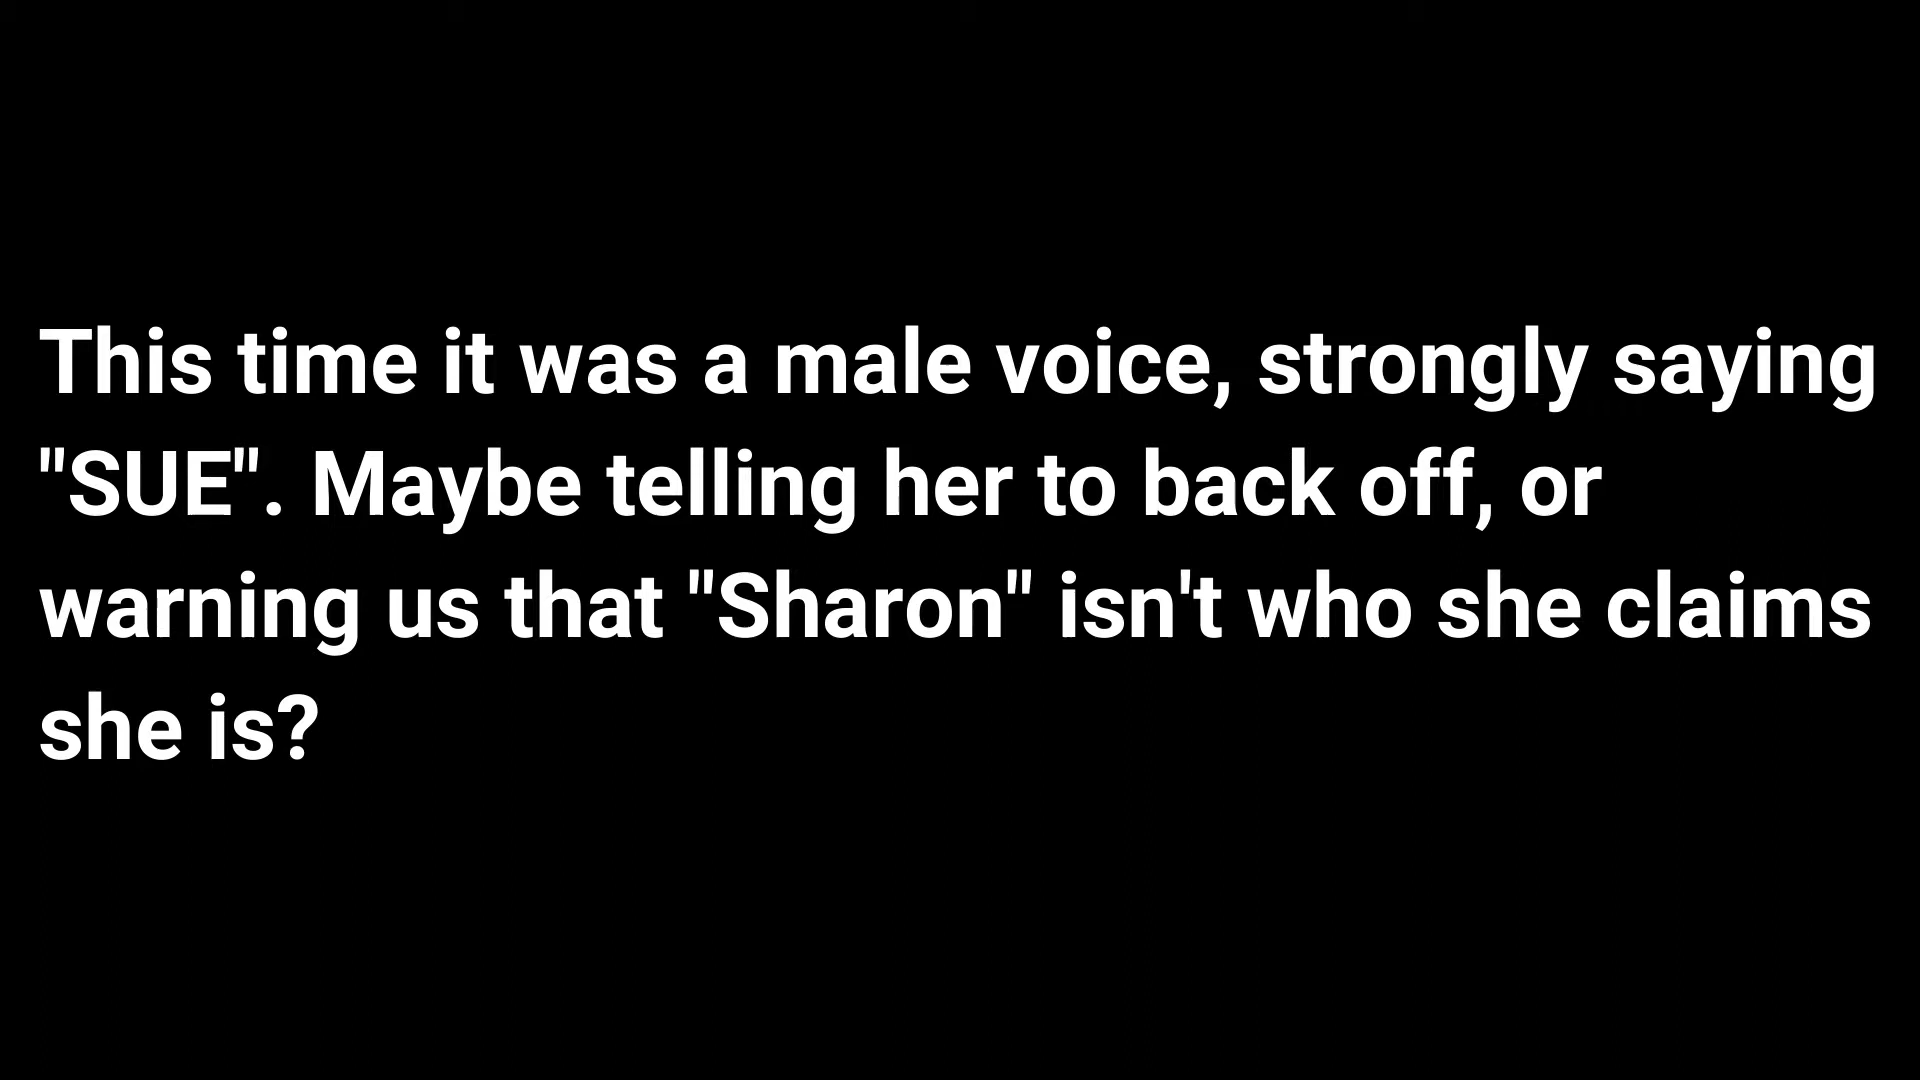 This time it was a male voice, strongly saying
"SUE". Maybe telling her to back off, or
warning us that "Sharon" isn't who she claims
she is?